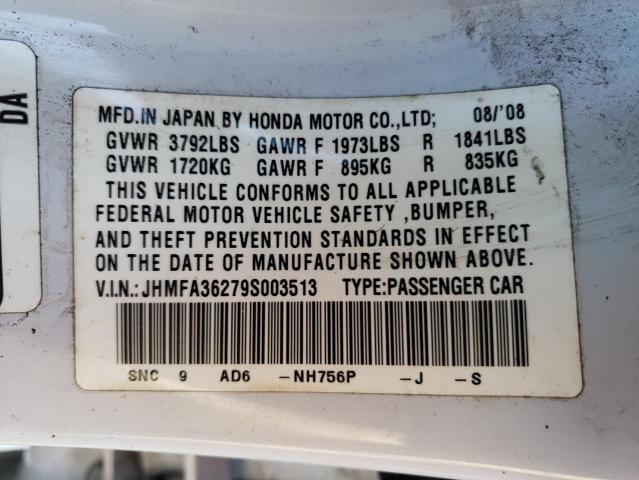 DA
MFD.IN JAPAN BY HONDA MOTOR CO.,LTD; 08/'08
GVWR 3792LBS GAWR F 1973LBS R 1841LBS
GVWR 1720KG GAWR F 895KG R 835KG
THIS VEHICLE CONFORMS TO ALL APPLICABLE
FEDERAL MOTOR VEHICLE SAFETY ,BUMPER,
AND THEFT PREVENTION STANDARDS IN EFFECT
ON THE DATE OF MANUFACTURE SHOWN ABOVE.
V.I.N.: JHMFA36279S003513 TYPE:PASSENGER CAR
SNC 9 AD6 -NH756P -J -S